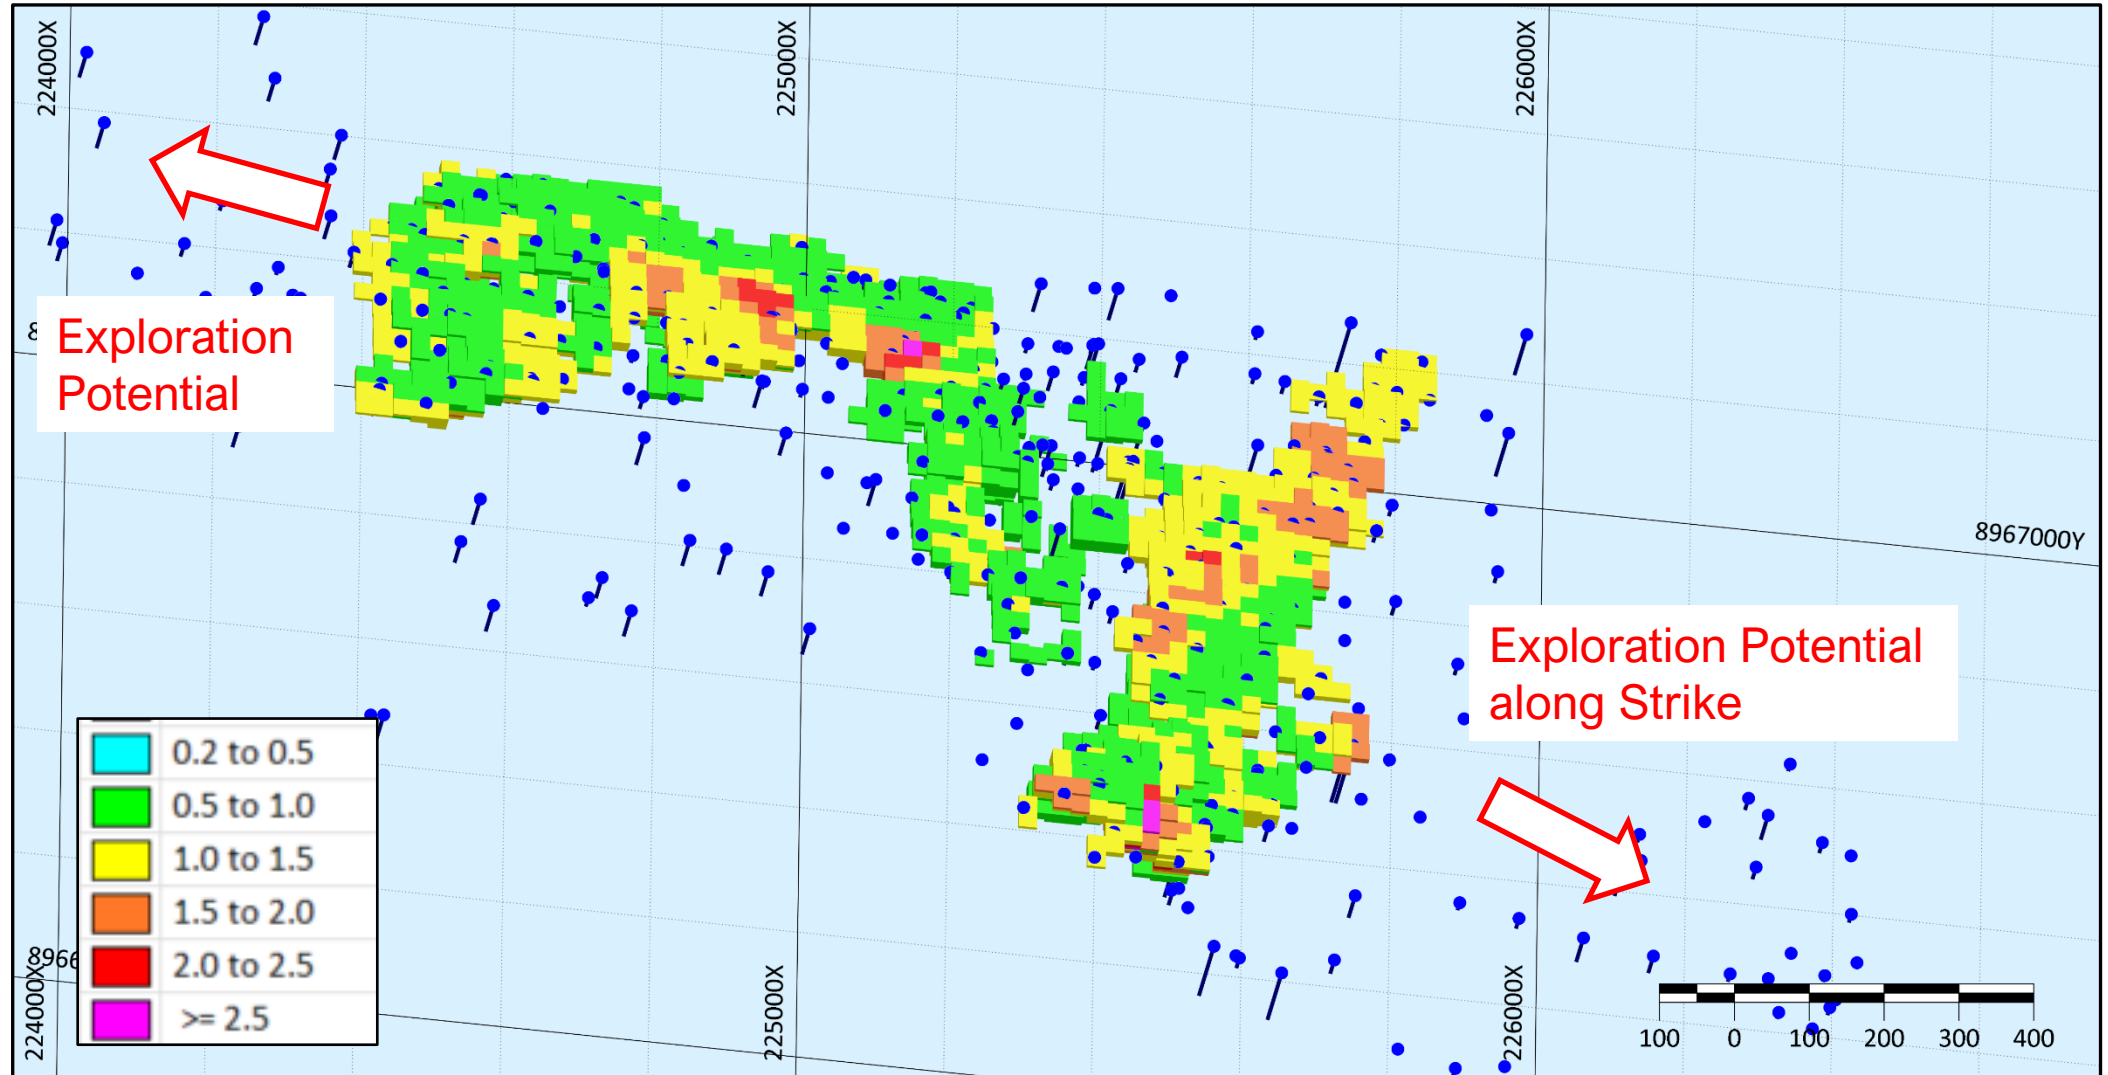 224000X
225000X
226000X
Exploration
Potential
8967000Y
Exploration Potential
along Strike
0.2 to 0.5
0.5 to 1.0
1.0 to 1.5
1.5 to 2.0
2.0 to 2.5
>= 2.5
8966
224000X
225000X
226000X
100 0 100 200 300 400